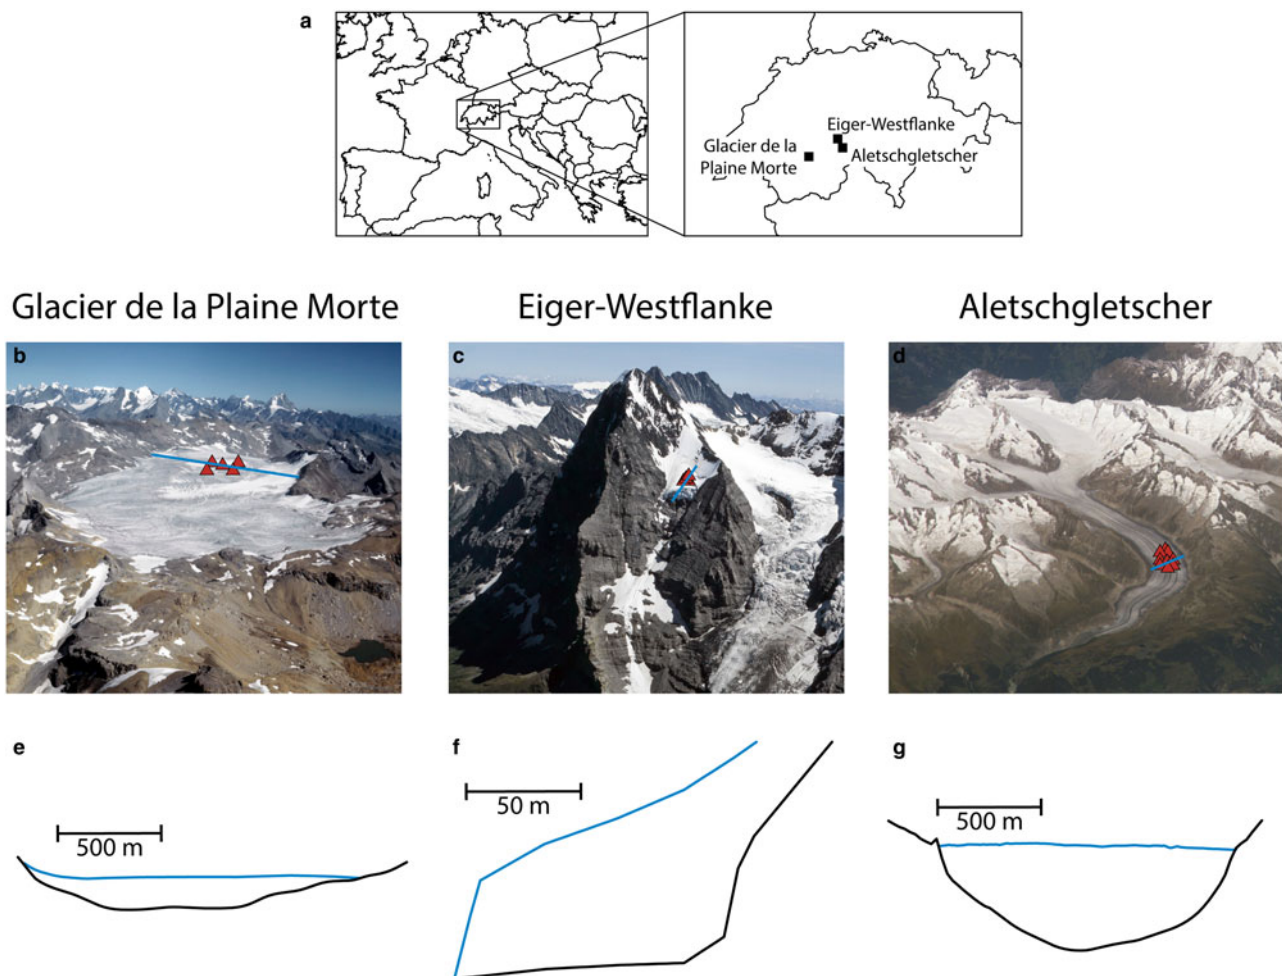 a
Eiger-Westflanke
Glacier de la
Plaine Morte
Aletschgletscher
Glacier de la Plaine Morte
Eiger-Westflanke
Aletschgletscher
b
c
d
e
f
g
500 m
50 m
500 m